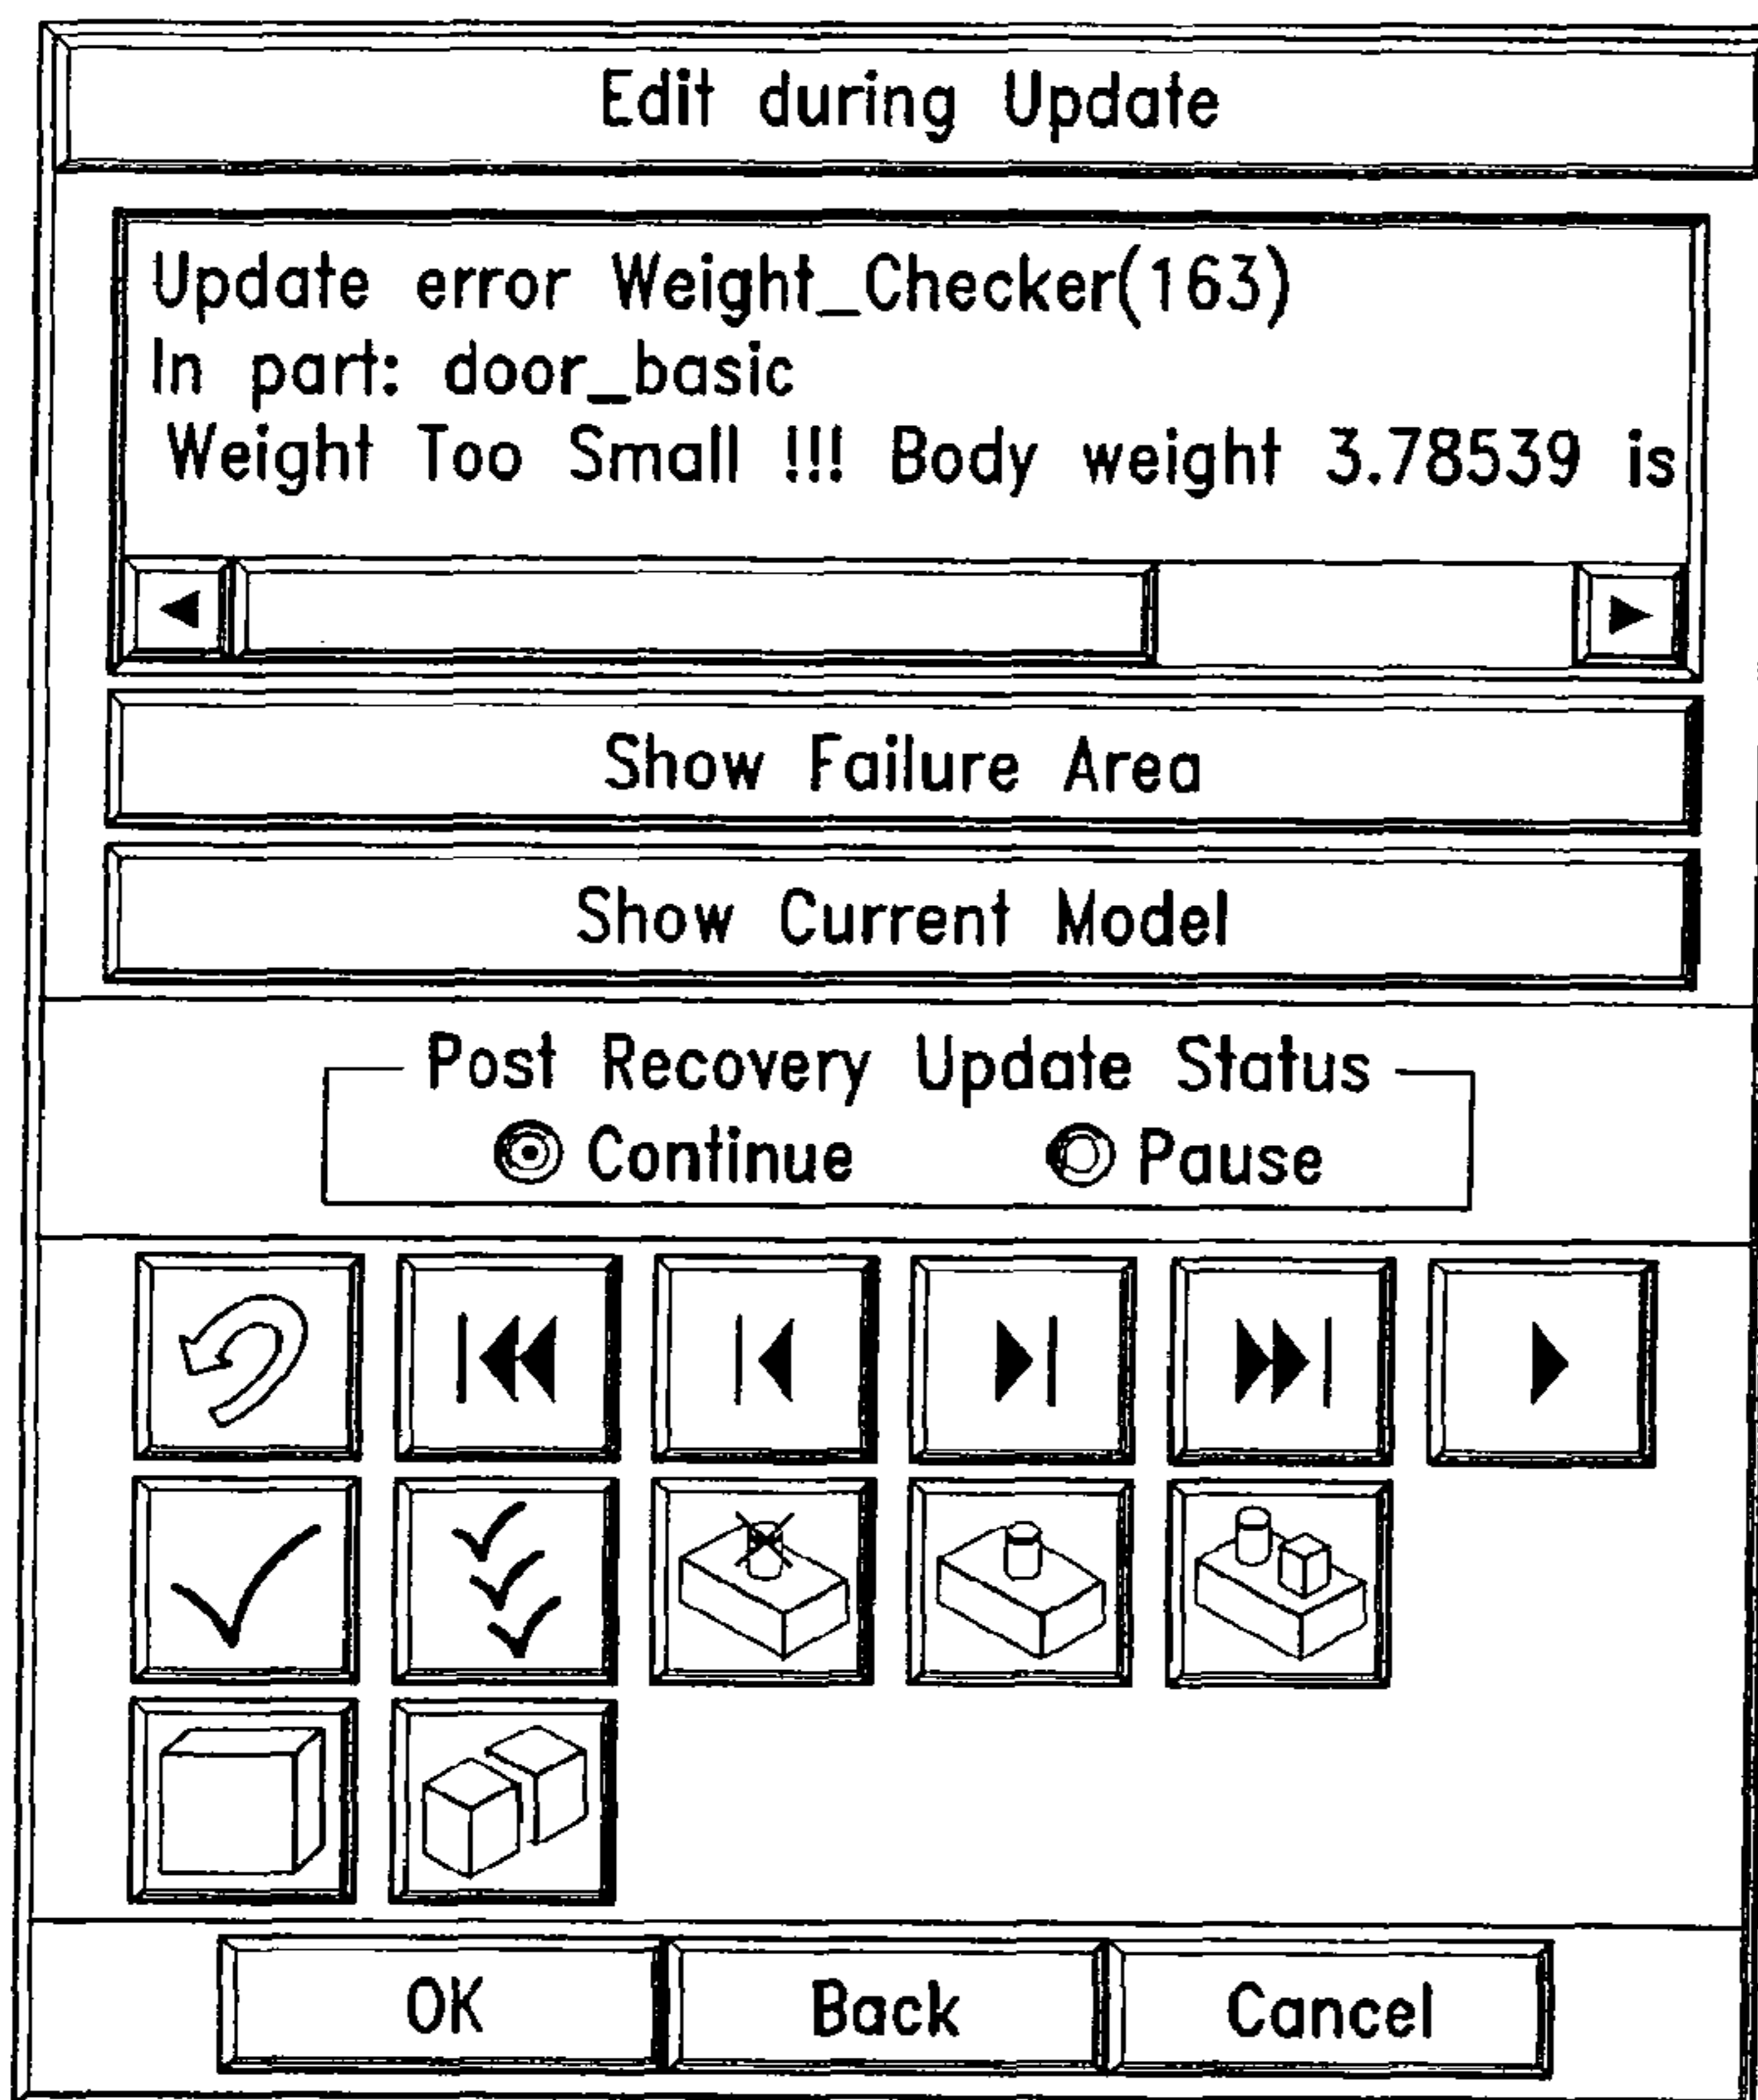 Edit during Update
Update error Weight_Checker(163)
In part: door_basic
Weight Too Small !!! Body weight 3.78539 is
Show Failure Area
Show Current Model
Post Recovery Update Status
Continue Pause
OK Back Cancel